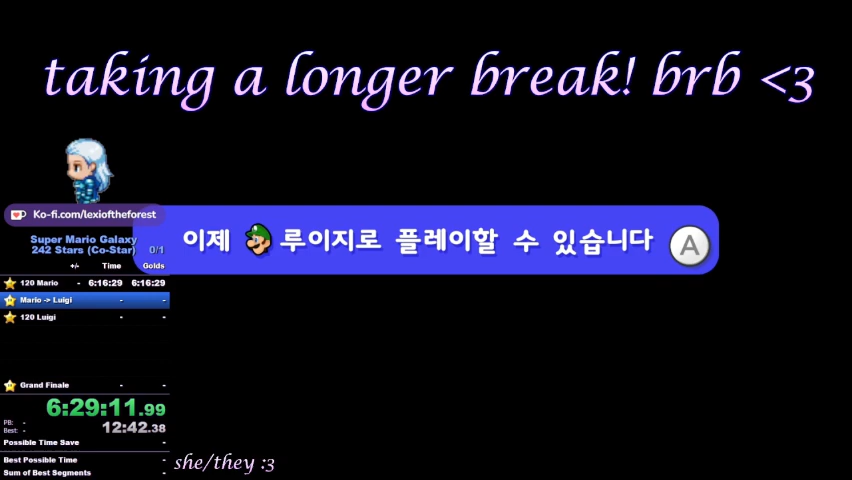 taking a longer break! brb <3
Ko-fi.com/lexioftheforest
이제 루이지로 플레이할 수 있습니다 A
Super Mario Galaxy
242 Stars (Co-Star) 0/1
+/- Time Golds
120 Mario - 6:16:29 6:16:29
Mario -> Luigi - -
120 Luigi - -
Grand Finale - -
6:29:11.99
PB: -
Best: - 12:42.38
Possible Time Save -
Best Possible Time -
Sum of Best Segments -
she/they :3